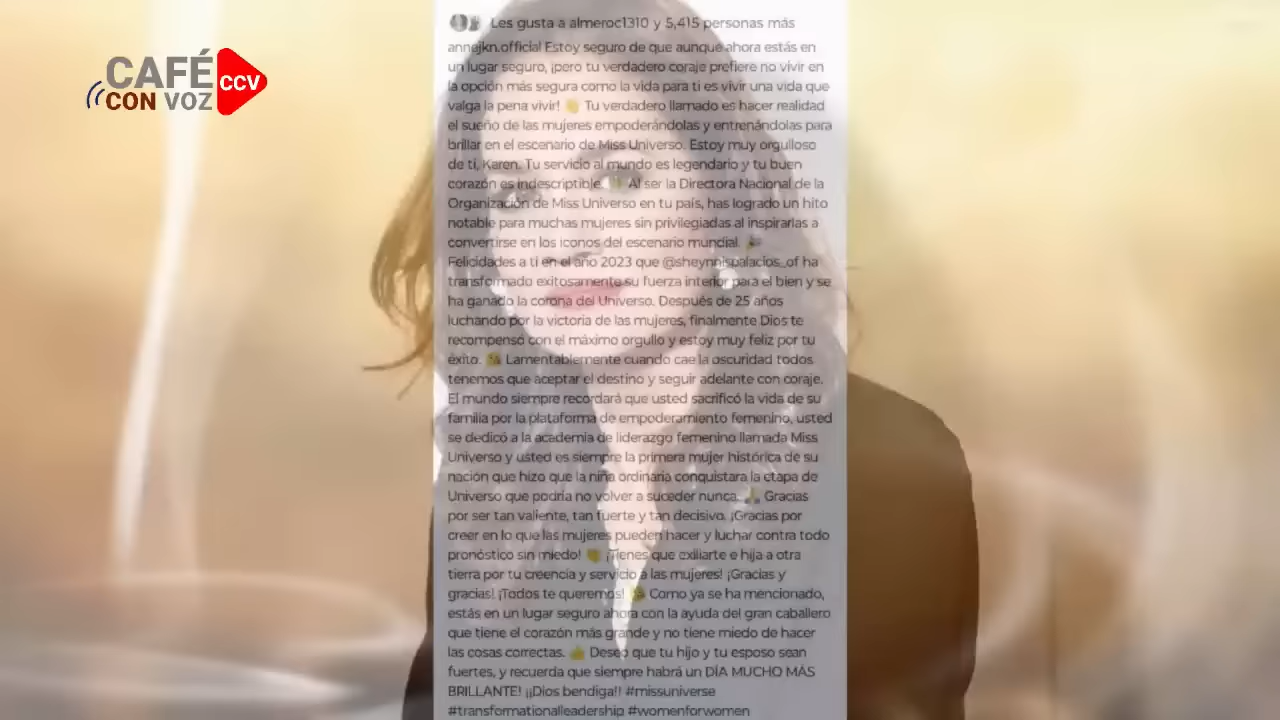 CAFÉ
CON VOZ
CCV
Les gusta a almeroc1310 y 5,415 personas más
annejkn.official Estoy seguro de que aunque ahora estás en
un lugar seguro, ¡pero tu verdadero coraje prefiere no vivir en
la opción más segura como la vida para ti es vivir una vida que
valga la pena vivir! 👏 Tu verdadero llamado es hacer realidad
el sueño de las mujeres empoderándolas y entrenándolas para
brillar en el escenario de Miss Universo. Estoy muy orgulloso
de ti, Karen. Tu servicio al mundo es legendario y tu buen
corazón es indescriptible. Al ser la Directora Nacional de la
Organización de Miss Universo en tu país, has logrado un hito
notable para muchas mujeres sin privilegiadas al inspirarlas a
convertirse en los iconos del escenario mundial. 🎉
Felicidades a ti en el año 2023 que @sheynnispalacios_of ha
transformado exitosamente su fuerza interior para el bien y se
ha ganado la corona del Universo. Después de 25 años
luchando por la victoria de las mujeres, finalmente Dios te
recompensó con el máximo orgullo y estoy muy feliz por tu
éxito. 😘 Lamentablemente cuando cae la oscuridad todos
tenemos que aceptar el destino y seguir adelante con coraje.
El mundo siempre recordará que usted sacrificó la vida de su
familia por la plataforma de empoderamiento femenino, usted
se dedicó a la academia de liderazgo femenino llamada Miss
Universo y usted es siempre la primera mujer histórica de su
nación que hizo que la niña ordinaria conquistara la etapa de
Universo que podría no volver a suceder nunca. 🙏 Gracias
por ser tan valiente, tan fuerte y tan decisivo. ¡Gracias por
creer en lo que las mujeres pueden hacer y luchar contra todo
pronóstico sin miedo! 👏 ¡Tienes que exiliarte e hija a otra
tierra por tu creencia y servicio a las mujeres! ¡Gracias y
gracias! ¡Todos te queremos! 😘 Como ya se ha mencionado,
estás en un lugar seguro ahora con la ayuda del gran caballero
que tiene el corazón más grande y no tiene miedo de hacer
las cosas correctas. 👍 Deseo que tu hijo y tu esposo sean
fuertes, y recuerda que siempre habrá un DÍA MUCHO MÁS
BRILLANTE! ¡¡Dios bendiga!! #missuniverse
#transformationalleadership #womenforwomen